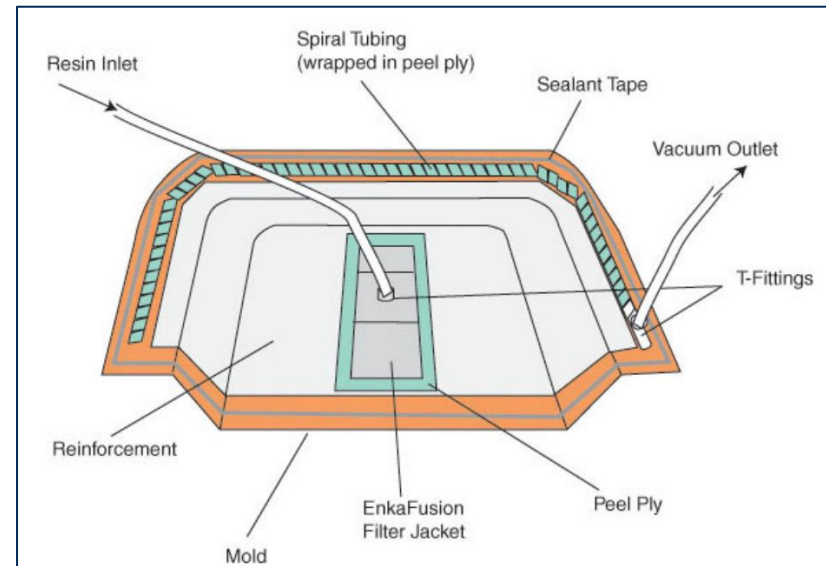 Spiral Tubing
(wrapped in peel ply)
Resin Inlet
Sealant Tape
Vacuum Outlet
T-Fittings
Reinforcement
Peel Ply
EnkaFusion
Filter Jacket
Mold